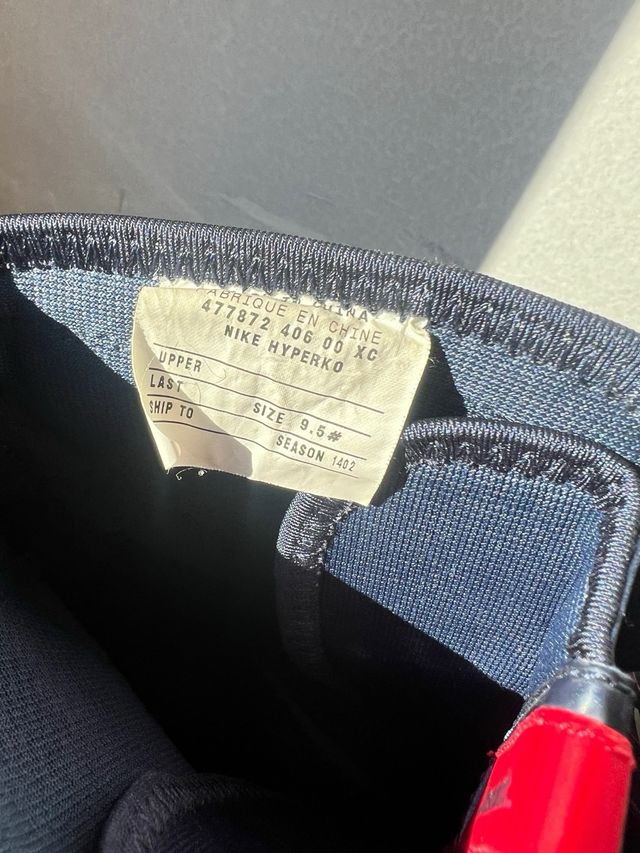 FABRIQUE EN CHINE
477872 406 00 XC
NIKE HYPERKO
UPPER
LAST
SIZE 9.5#
SHIP TO
SEASON 1402